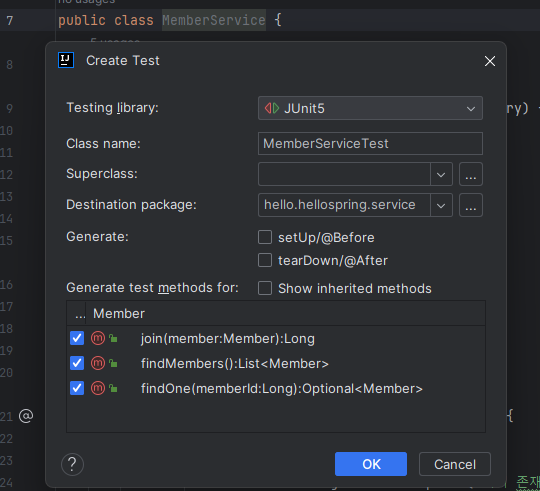 no usages
7 public class MemberService {
5 usages
IJ Create Test
8
Testing library: JUnit5
9 ry) {
10
Class name: MemberServiceTest
11
12
Superclass: ...
13
14
Destination package: hello.hellospring.service ...
15
Generate: setUp/@Before
tearDown/@After
16
Generate test methods for: Show inherited methods
17
... Member
18 m join(member:Member):Long
19 m findMembers():List<Member>
20 m findOne(memberId:Long):Optional<Member>
21 @ {
22
23
? OK Cancel
24 존재